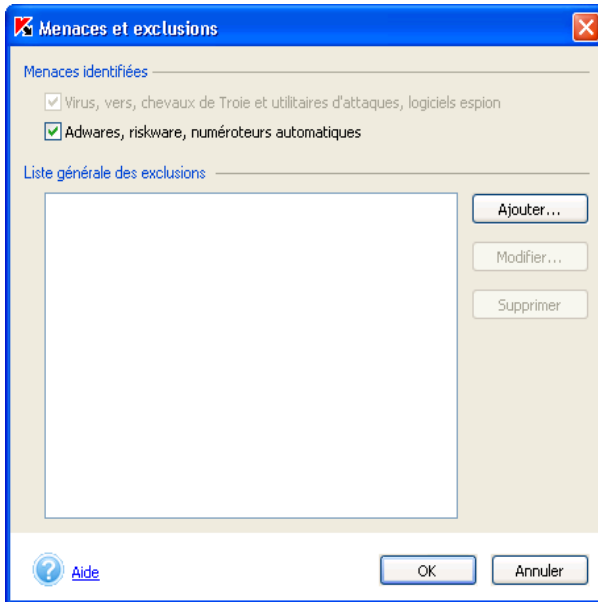 Menaces et exclusions
Menaces identifiées
Virus, vers, chevaux de Troie et utilitaires d'attaques, logiciels espion
Adwares, riskware, numéroteurs automatiques
Liste générale des exclusions
Ajouter...
Modifier...
Supprimer
Aide
OK
Annuler